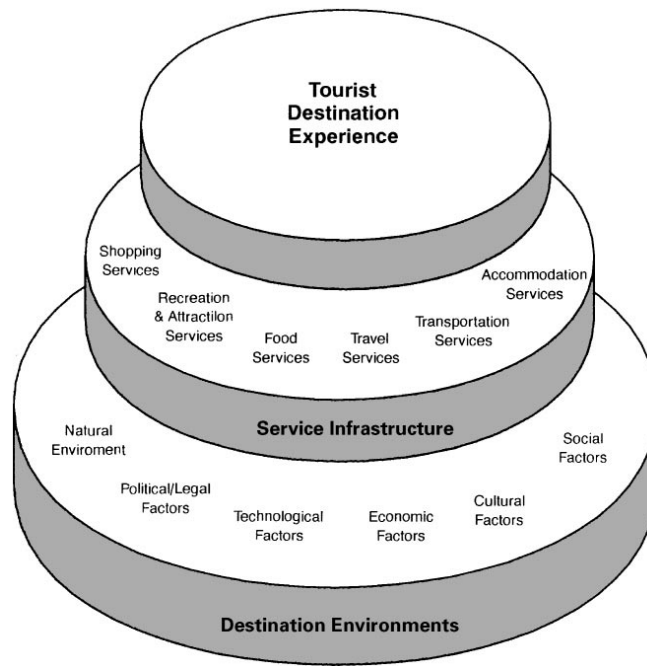 Tourist
Destination
Experience
Shopping
Services
Recreation
& Attractilon
Services
Food
Services
Travel
Services
Transportation
Services
Accommodation
Services
Service Infrastructure
Natural
Enviroment
Political/Legal
Factors
Technological
Factors
Economic
Factors
Cultural
Factors
Social
Factors
Destination Environments